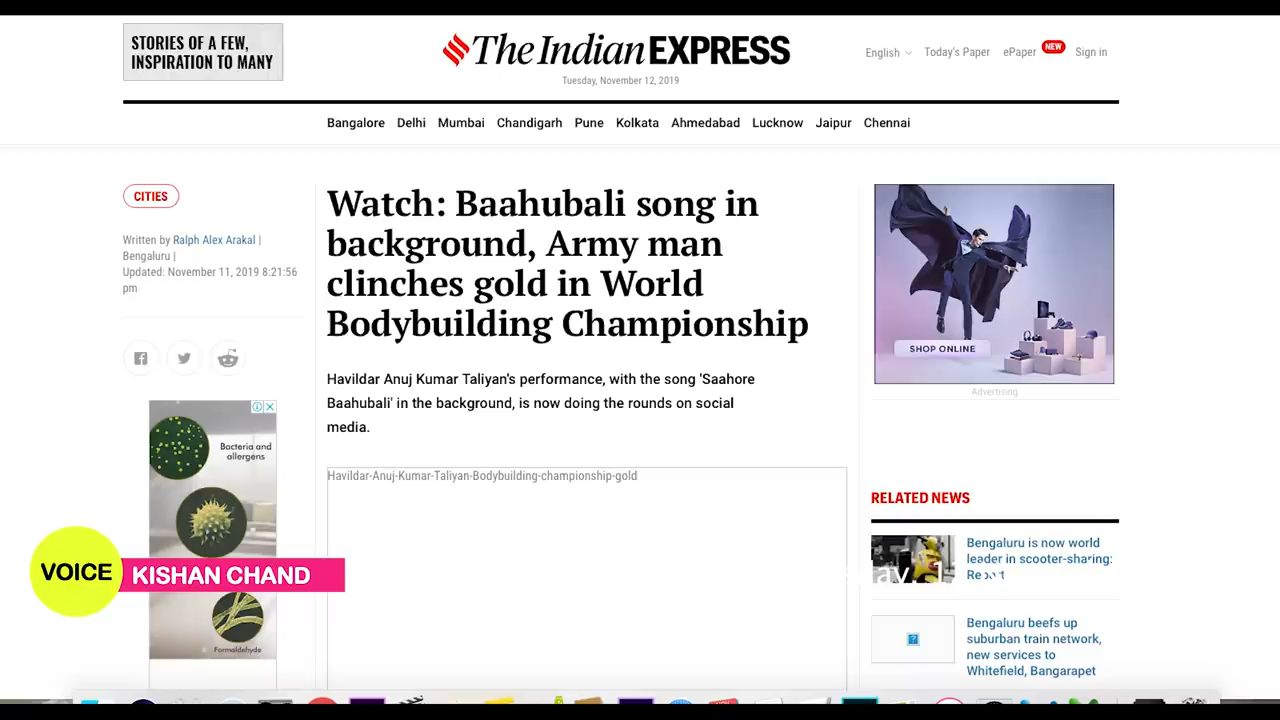 STORIES OF A FEW,
INSPIRATION TO MANY
The Indian EXPRESS
Tuesday, November 12, 2019
English
Today's Paper
ePaper
NEW
Sign in
Bangalore Delhi Mumbai Chandigarh Pune Kolkata Ahmedabad Lucknow Jaipur Chennai
CITIES
Written by Ralph Alex Arakal |
Bengaluru |
Updated: November 11, 2019 8:21:56
pm
Watch: Baahubali song in
background, Army man
clinches gold in World
Bodybuilding Championship
Havildar Anuj Kumar Taliyan's performance, with the song 'Saahore
Baahubali' in the background, is now doing the rounds on social
media.
Havildar-Anuj-Kumar-Taliyan-Bodybuilding-championship-gold
Bacteria and
allergens
Formaldehyde
VOICE
KISHAN CHAND
SHOP ONLINE
Advertising
RELATED NEWS
Bengaluru is now world
leader in scooter-sharing:
Bengaluru beefs up
suburban train network,
new services to
Whitefield, Bangarapet